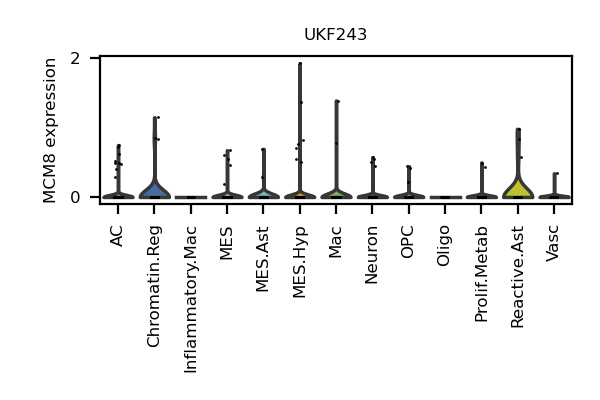 UKF243
MCM8 expression
2
0
AC
Chromatin.Reg
Inflammatory.Mac
MES
MES.Ast
MES.Hyp
Mac
Neuron
OPC
Oligo
Prolif.Metab
Reactive.Ast
Vasc